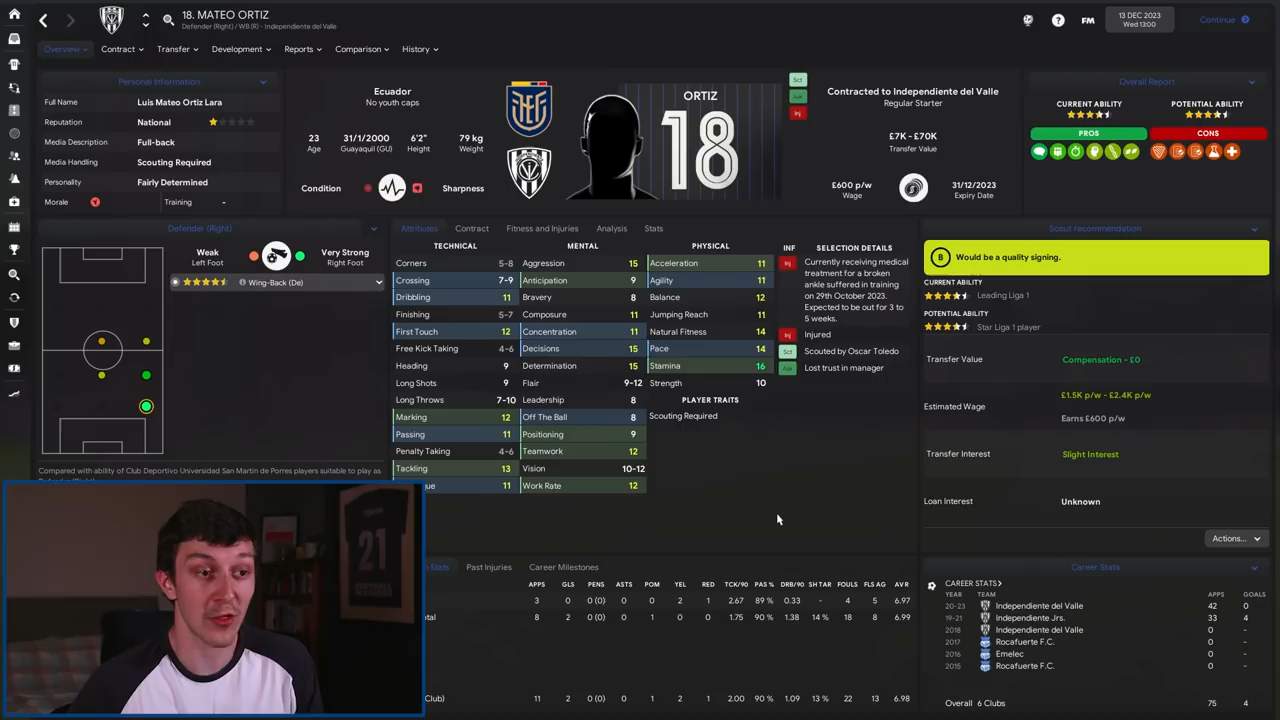 18. MATEO ORTIZ
Defender (Right) / WB (R) - Independiente del Valle
FM
13 DEC 2023
Wed 13:00
Continue
Overview
Contract
Transfer
Development
Reports
Comparison
History
Personal Information
Full Name Luis Mateo Ortiz Lara
Reputation National
Media Description Full-back
Media Handling Scouting Required
Personality Fairly Determined
Morale Training -
Ecuador
No youth caps
23 31/1/2000 6'2" 79 kg
Age Guayaquil (GU) Height Weight
Condition Sharpness
ORTIZ
18
Sct
Inj
Contracted to Independiente del Valle
Regular Starter
£7K - £70K
Transfer Value
£600 p/w 31/12/2023
Wage Expiry Date
Overall Report
CURRENT ABILITY POTENTIAL ABILITY
PROS CONS
Defender (Right)
Weak Very Strong
Left Foot Right Foot
Wing-Back (De)
Compared with ability of Club Deportivo Universidad San Martin de Porres players suitable to play as
Attributes Contract Fitness and Injuries Analysis Stats
TECHNICAL MENTAL PHYSICAL
Corners 5-8 Aggression 15 Acceleration 11
Crossing 7-9 Anticipation 9 Agility 11
Dribbling 11 Bravery 8 Balance 12
Finishing 5-7 Composure 11 Jumping Reach 11
First Touch 12 Concentration 11 Natural Fitness 14
Free Kick Taking 4-6 Decisions 15 Pace 14
Heading 9 Determination 15 Stamina 16
Long Shots 9 Flair 9-12 Strength 10
Long Throws 7-10 Leadership 8 PLAYER TRAITS
Marking 12 Off The Ball 8 Scouting Required
Passing 11 Positioning 9
Penalty Taking 4-6 Teamwork 12
Tackling 13 Vision 10-12
ue 11 Work Rate 12
INF SELECTION DETAILS
Inj Currently receiving medical
treatment for a broken
ankle suffered in training
on 29th October 2023.
Expected to be out for 3 to
5 weeks.
Inj Injured
Sct Scouted by Oscar Toledo
Lost trust in manager
Scout recommendation
B Would be a quality signing.
CURRENT ABILITY
Leading Liga 1
POTENTIAL ABILITY
Star Liga 1 player
Transfer Value Compensation - £0
Estimated Wage £1.5K p/w - £2.4K p/w
Earns £600 p/w
Transfer Interest Slight Interest
Loan Interest Unknown
Actions...
Stats Past Injuries Career Milestones
APPS GLS PENS ASTS POM YEL RED TCK/90 PAS % DRB/90 SH TAR FOULS FLS AG AV R
3 0 0 (0) 0 0 2 1 2.67 89 % 0.33 - 4 5 6.97
tal 8 2 0 (0) 0 1 0 0 1.75 90 % 1.38 14 % 18 8 6.99
Club) 11 2 0 (0) 0 1 2 1 2.00 90 % 1.09 13 % 22 13 6.98
21
FOOTBALL
Career Stats
CAREER STATS
YEAR TEAM APPS GOALS
20-23 Independiente del Valle 42 0
19-21 Independiente Jrs. 33 4
2018 Independiente del Valle 0 -
2017 Rocafuerte F.C. 0 -
2016 Emelec 0 -
2015 Rocafuerte F.C. 0 -
Overall 6 Clubs 75 4